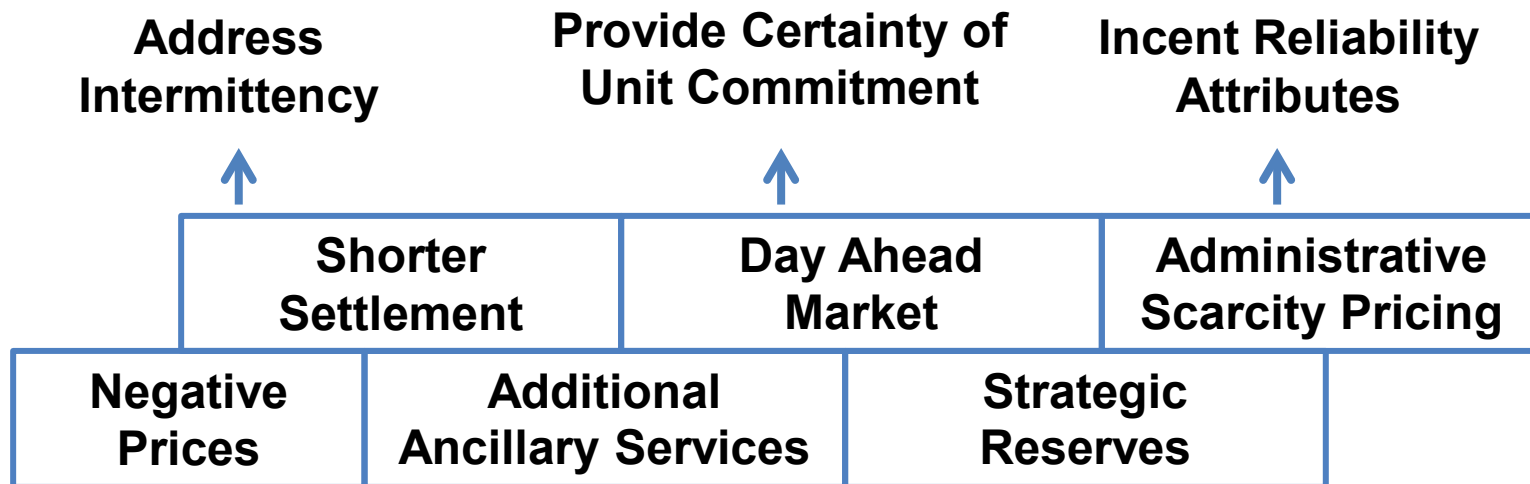 Address
Intermittency
Provide Certainty of
Unit Commitment
Incent Reliability
Attributes
Shorter
Settlement
Day Ahead
Market
Administrative
Scarcity Pricing
Negative
Prices
Additional
Ancillary Services
Strategic
Reserves